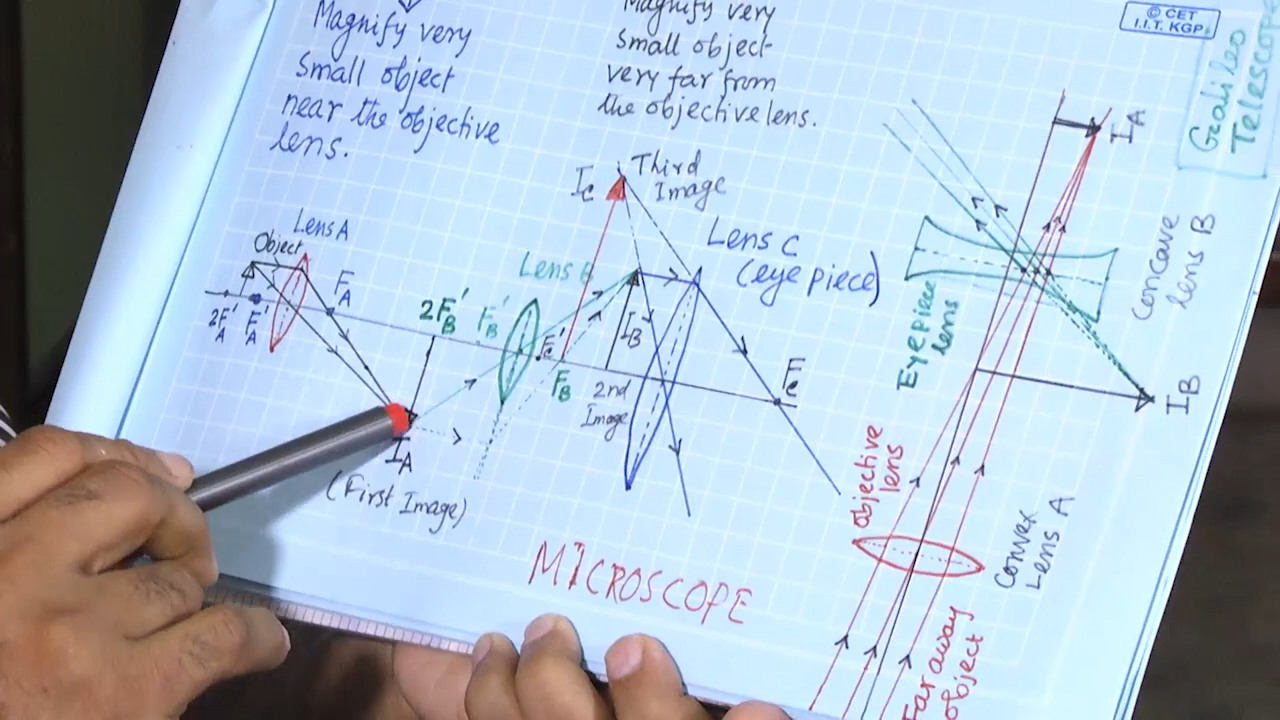 Magnify very
small object
near the objective
lens.
Magnify very
small object
very far from
the objective lens.
© CET
I.I.T. KGP
Galileo
Telescope
Object
Lens A
2F'A
F'A
FA
IA
(First Image)
2F'B
F'B
Lens B
F'c
FB
IB
2nd
Image
Ic
Third
Image
Lens C
(eye piece)
Fc
MICROSCOPE
IA
Eyepiece
lens
Concave
lens B
IB
Objective
lens
Convex
Lens A
Far away
object